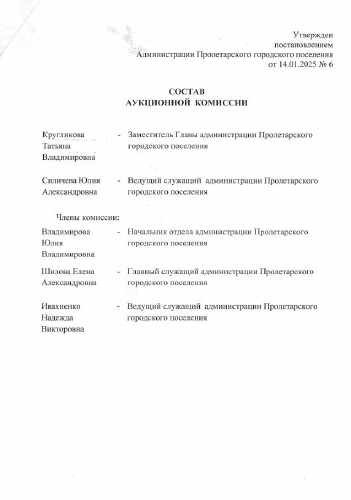 Утвержден
постановлением
Администрации Пролетарского городского поселения
от 14.01.2025 № 6
СОСТАВ
АУКЦИОННОЙ КОМИССИИ
Кругликова - Заместитель Главы администрации Пролетарского
Татьяна городского поселения
Владимировна
Силичева Юлия - Ведущий служащий администрации Пролетарского
Александровна городского поселения
Члены комиссии:
Владимирова - Начальник отдела администрации Пролетарского
Юлия городского поселения
Владимировна
Шилова Елена - Главный служащий администрации Пролетарского
Александровна городского поселения
Ивахненко - Ведущий служащий администрации Пролетарского
Надежда городского поселения
Викторовна